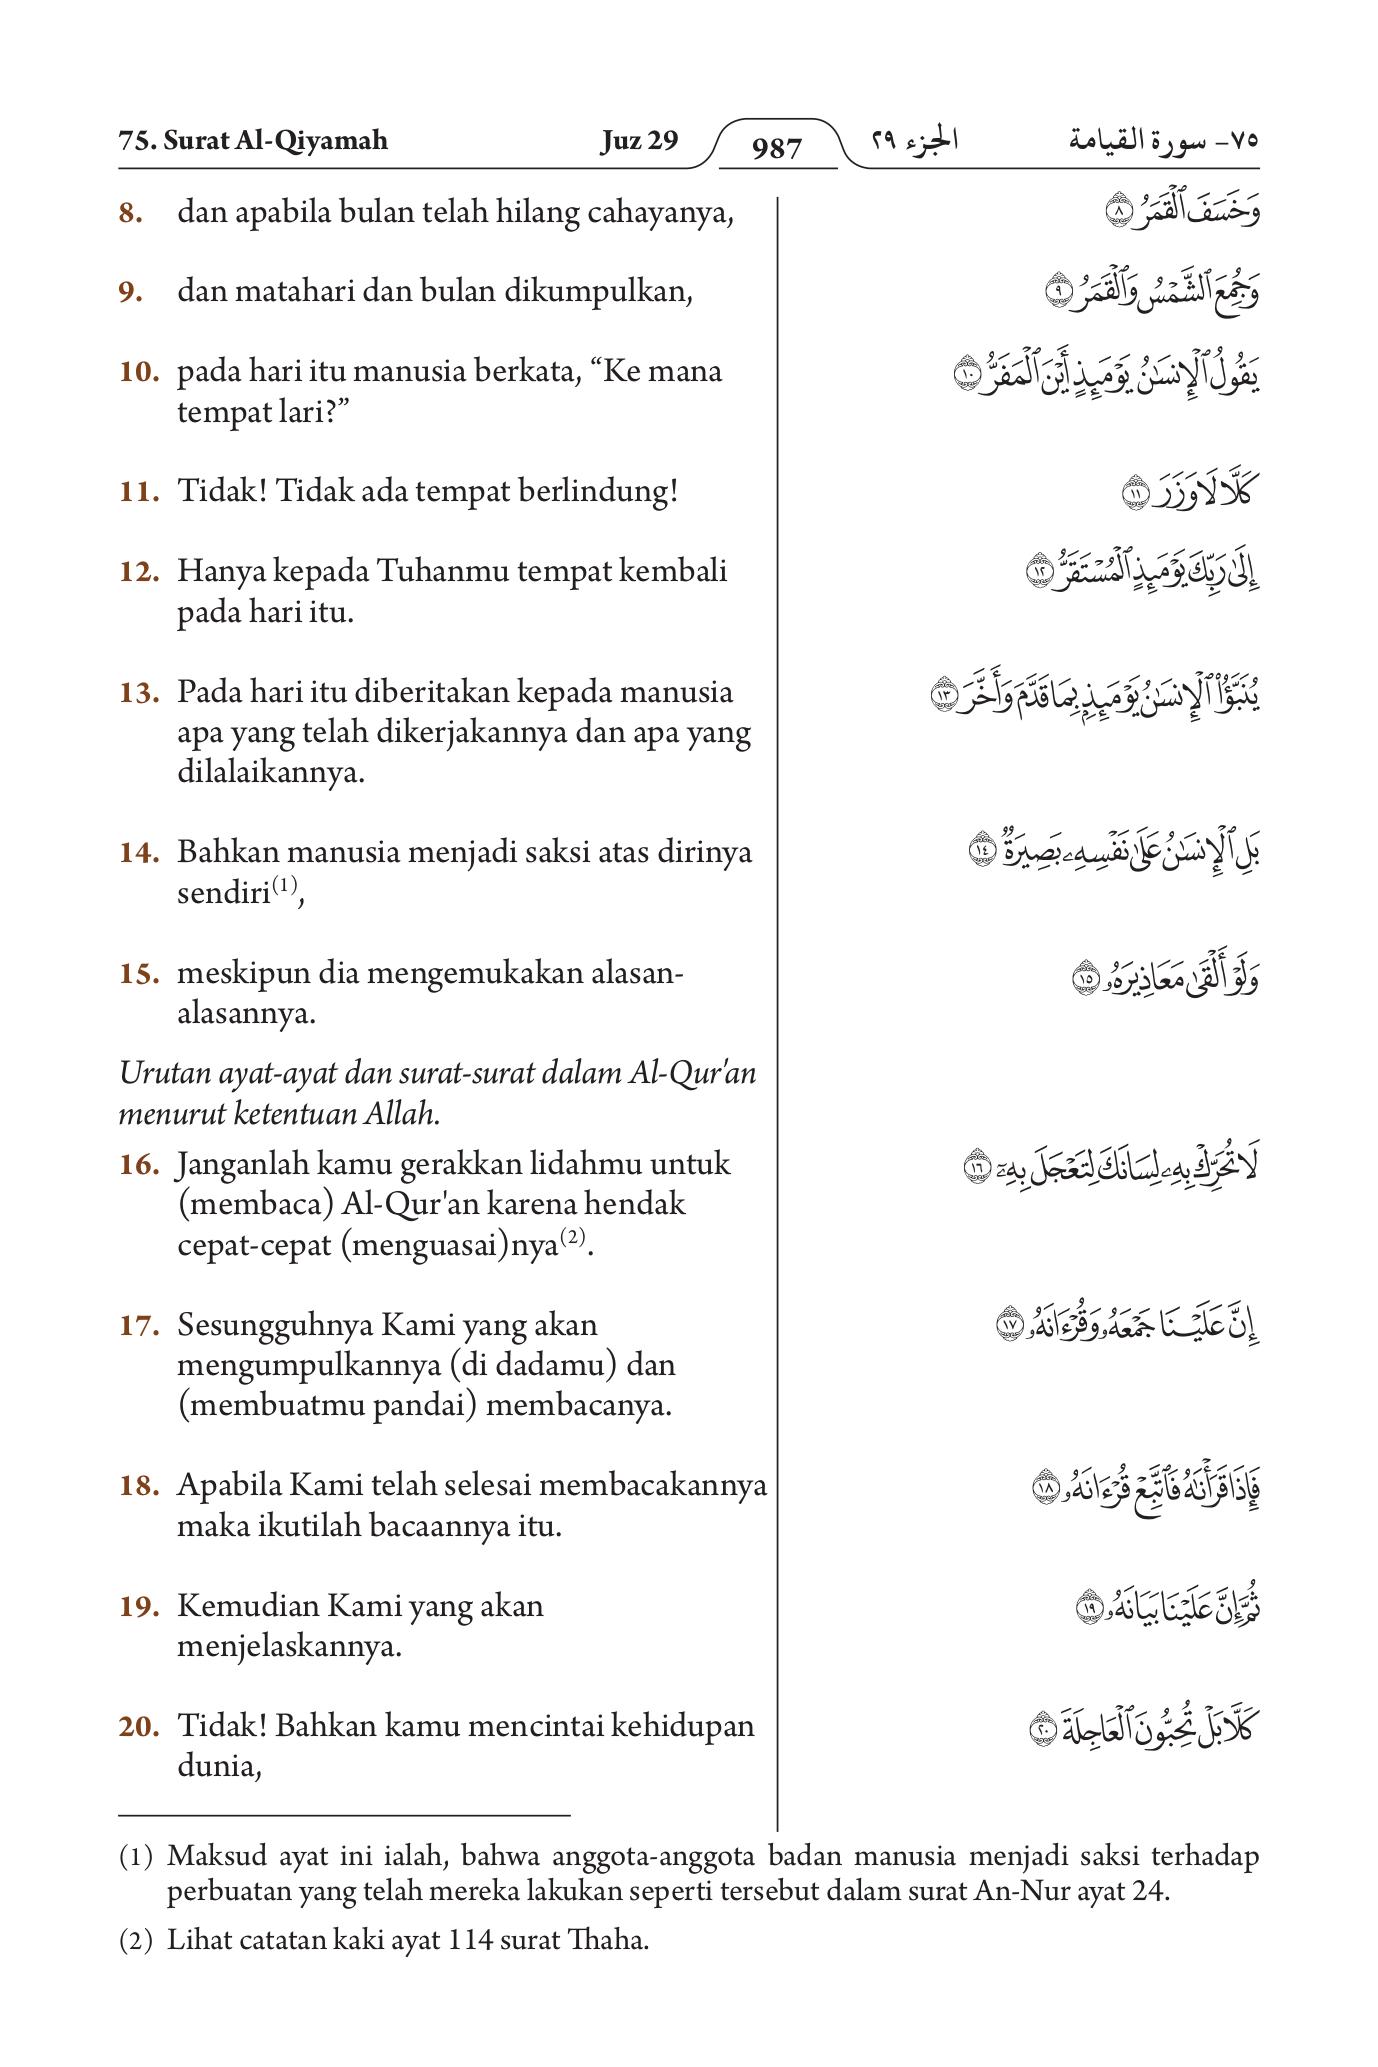 75. Surat Al-Qiyamah Juz 29 987 الجزء ٢٩ ٧٥- سورة القيامة
8. dan apabila bulan telah hilang cahayanya,
وَخَسَفَ ٱلْقَمَرُ ٨
9. dan matahari dan bulan dikumpulkan,
وَجُمِعَ ٱلشَّمْسُ وَٱلْقَمَرُ ٩
10. pada hari itu manusia berkata, “Ke mana
tempat lari?”
يَقُولُ ٱلْإِنسَـٰنُ يَوْمَئِذٍ أَيْنَ ٱلْمَفَرُّ ١٠
11. Tidak! Tidak ada tempat berlindung!
كَلَّا لَا وَزَرَ ١١
12. Hanya kepada Tuhanmu tempat kembali
pada hari itu.
إِلَىٰ رَبِّكَ يَوْمَئِذٍ ٱلْمُسْتَقَرُّ ١٢
13. Pada hari itu diberitakan kepada manusia
apa yang telah dikerjakannya dan apa yang
dilalaikannya.
يُنَبَّؤُا۟ ٱلْإِنسَـٰنُ يَوْمَئِذٍۭ بِمَا قَدَّمَ وَأَخَّرَ ١٣
14. Bahkan manusia menjadi saksi atas dirinya
sendiri(1),
بَلِ ٱلْإِنسَـٰنُ عَلَىٰ نَفْسِهِۦ بَصِيرَةٌ ١٤
15. meskipun dia mengemukakan alasan-
alasannya.
وَلَوْ أَلْقَىٰ مَعَاذِيرَهُۥ ١٥
Urutan ayat-ayat dan surat-surat dalam Al-Qur'an
menurut ketentuan Allah.
16. Janganlah kamu gerakkan lidahmu untuk
(membaca) Al-Qur'an karena hendak
cepat-cepat (menguasai)nya(2).
لَا تُحَرِّكْ بِهِۦ لِسَانَكَ لِتَعْجَلَ بِهِۦٓ ١٦
17. Sesungguhnya Kami yang akan
mengumpulkannya (di dadamu) dan
(membuatmu pandai) membacanya.
إِنَّ عَلَيْنَا جَمْعَهُۥ وَقُرْءَانَهُۥ ١٧
18. Apabila Kami telah selesai membacakannya
maka ikutilah bacaannya itu.
فَإِذَا قَرَأْنَـٰهُ فَٱتَّبِعْ قُرْءَانَهُۥ ١٨
19. Kemudian Kami yang akan
menjelaskannya.
ثُمَّ إِنَّ عَلَيْنَا بَيَانَهُۥ ١٩
20. Tidak! Bahkan kamu mencintai kehidupan
dunia,
كَلَّا بَلْ تُحِبُّونَ ٱلْعَاجِلَةَ ٢٠
(1) Maksud ayat ini ialah, bahwa anggota-anggota badan manusia menjadi saksi terhadap
perbuatan yang telah mereka lakukan seperti tersebut dalam surat An-Nur ayat 24.
(2) Lihat catatan kaki ayat 114 surat Thaha.